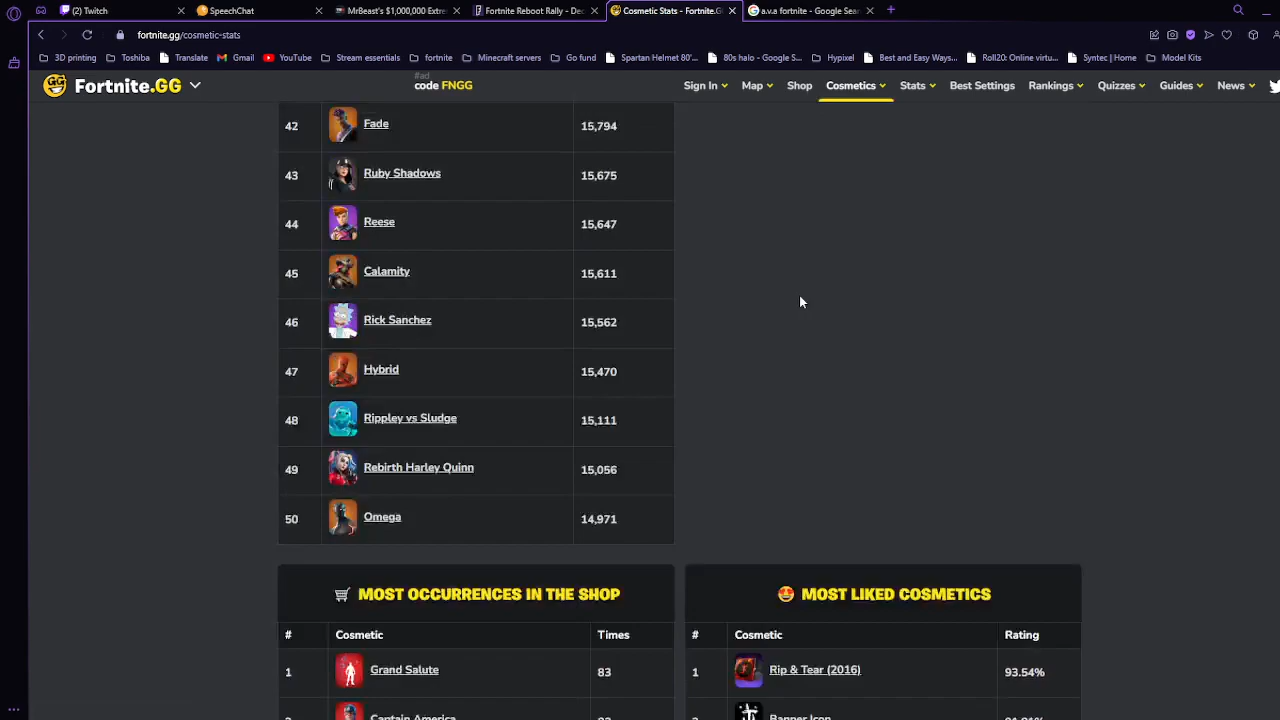 (2) Twitch
SpeechChat
MrBeast's $1,000,000 Extre
Fortnite Reboot Rally - Dec
Cosmetic Stats - Fortnite.G
a.v.a fortnite - Google Sear
fortnite.gg/cosmetic-stats
3D printing
Toshiba
Translate
Gmail
YouTube
Stream essentials
fortnite
Minecraft servers
Go fund
Spartan Helmet 80'...
80s halo - Google S...
Hypixel
Best and Easy Ways...
Roll20: Online virtu...
Syntec | Home
Model Kits
Fortnite.GG
#ad
code FNGG
Sign In
Map
Shop
Cosmetics
Stats
Best Settings
Rankings
Quizzes
Guides
News
42 Fade 15,794
43 Ruby Shadows 15,675
44 Reese 15,647
45 Calamity 15,611
46 Rick Sanchez 15,562
47 Hybrid 15,470
48 Rippley vs Sludge 15,111
49 Rebirth Harley Quinn 15,056
50 Omega 14,971
MOST OCCURRENCES IN THE SHOP
# Cosmetic Times
1 Grand Salute 83
Captain America
MOST LIKED COSMETICS
# Cosmetic Rating
1 Rip & Tear (2016) 93.54%
Banner Icon